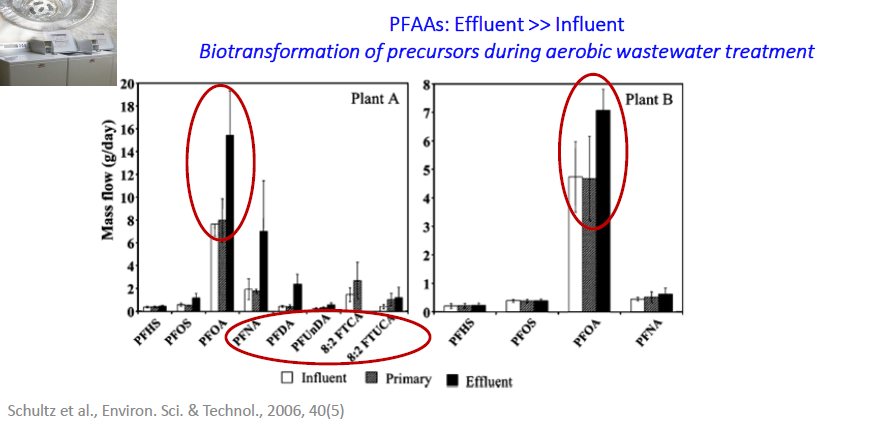 PFAAs: Effluent >> Influent
Biotransformation of precursors during aerobic wastewater treatment
Plant A
Plant B
Mass flow (g/day)
20
18
16
14
12
10
8
6
4
2
0
PFHS
PFOS
PFOA
PFNA
PFDA
PFUnDA
8:2 FTCA
8:2 FTUCA
8
7
6
5
4
3
2
1
0
PFHS
PFOS
PFOA
PFNA
Influent
Primary
Effluent
Schultz et al., Environ. Sci. & Technol., 2006, 40(5)